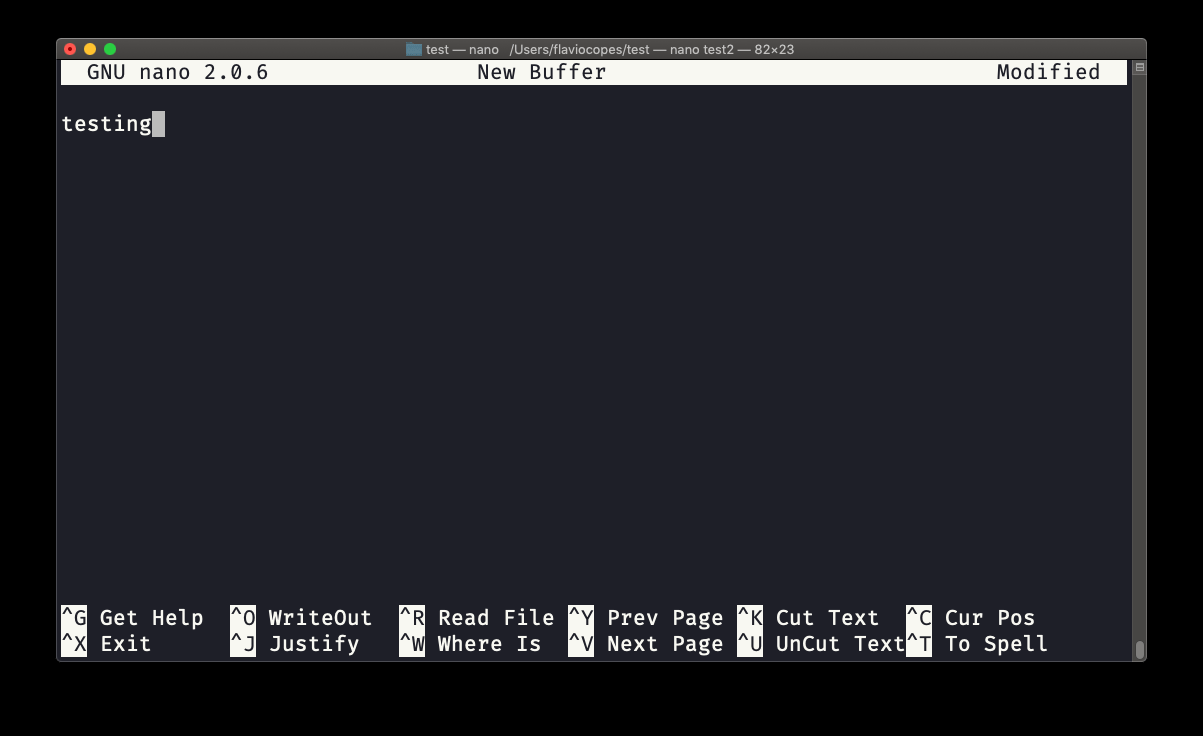 test — nano /Users/flaviocopes/test — nano test2 — 82×23
GNU nano 2.0.6 New Buffer Modified
testing
^G Get Help ^O WriteOut ^R Read File ^Y Prev Page ^K Cut Text ^C Cur Pos
^X Exit ^J Justify ^W Where Is ^V Next Page ^U UnCut Text ^T To Spell